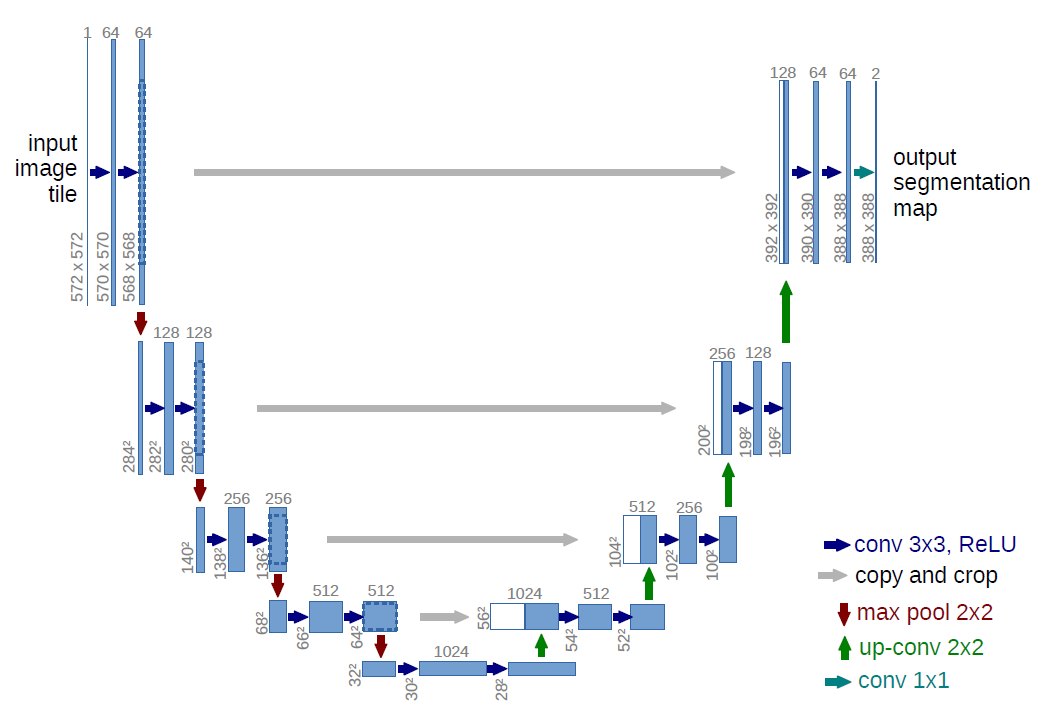 1 64 64
128 64 64 2
input
image
tile
output
segmentation
map
572 x 572
570 x 570
568 x 568
392 x 392
390 x 390
388 x 388
388 x 388
128 128
256 128
284²
282²
280²
200²
198²
196²
256 256
512 256
140²
138²
136²
104²
102²
100²
512 512
1024 512
68²
66²
64²
56²
54²
52²
1024
32²
30²
28²
conv 3x3, ReLU
copy and crop
max pool 2x2
up-conv 2x2
conv 1x1